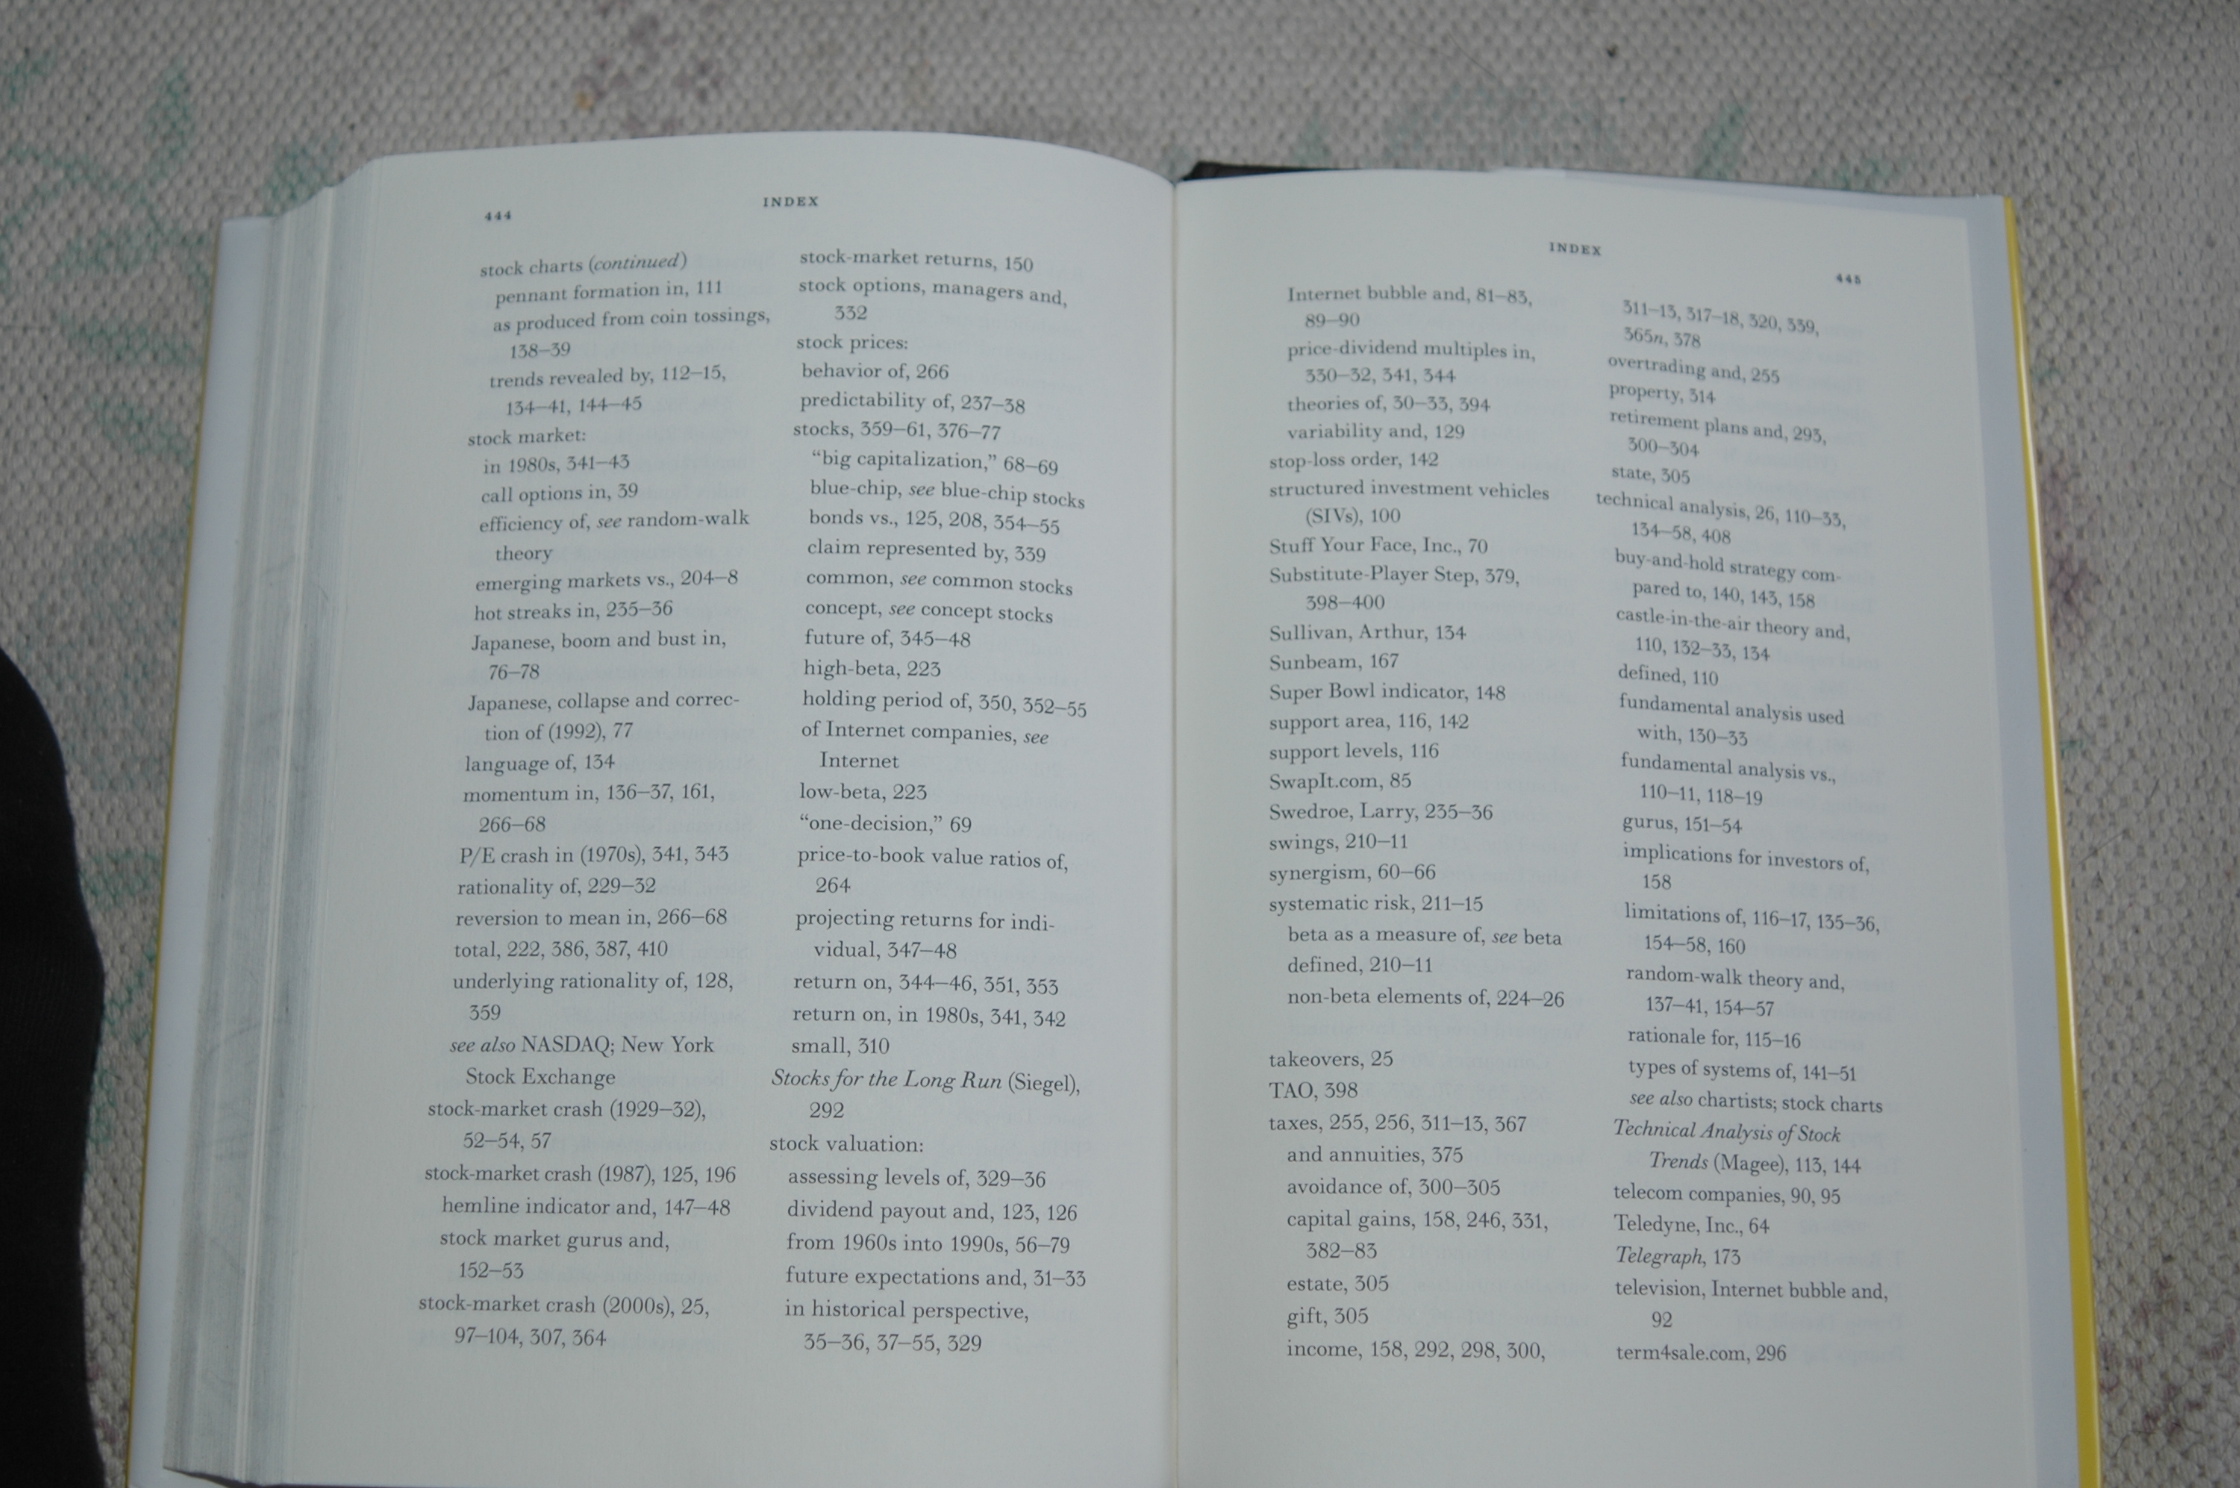 444
INDEX
stock charts (continued)
pennant formation in, 111
as produced from coin tossings,
138–39
trends revealed by, 112–15,
134–41, 144–45
stock market:
in 1980s, 341–43
call options in, 39
efficiency of, see random-walk
theory
emerging markets vs., 204–8
hot streaks in, 235–36
Japanese, boom and bust in,
76–78
Japanese, collapse and correc-
tion of (1992), 77
language of, 134
momentum in, 136–37, 161,
266–68
P/E crash in (1970s), 341, 343
rationality of, 229–32
reversion to mean in, 266–68
total, 222, 386, 387, 410
underlying rationality of, 128,
359
see also NASDAQ; New York
Stock Exchange
stock-market crash (1929–32),
52–54, 57
stock-market crash (1987), 125, 196
hemline indicator and, 147–48
stock market gurus and,
152–53
stock-market crash (2000s), 25,
97–104, 307, 364
stock-market returns, 150
stock options, managers and,
332
stock prices:
behavior of, 266
predictability of, 237–38
stocks, 359–61, 376–77
“big capitalization,” 68–69
blue-chip, see blue-chip stocks
bonds vs., 125, 208, 354–55
claim represented by, 339
common, see common stocks
concept, see concept stocks
future of, 345–48
high-beta, 223
holding period of, 350, 352–55
of Internet companies, see
Internet
low-beta, 223
“one-decision,” 69
price-to-book value ratios of,
264
projecting returns for indi-
vidual, 347–48
return on, 344–46, 351, 353
return on, in 1980s, 341, 342
small, 310
Stocks for the Long Run (Siegel),
292
stock valuation:
assessing levels of, 329–36
dividend payout and, 123, 126
from 1960s into 1990s, 56–79
future expectations and, 31–33
in historical perspective,
35–36, 37–55, 329
INDEX
445
Internet bubble and, 81–83,
89–90
price-dividend multiples in,
330–32, 341, 344
theories of, 30–33, 394
variability and, 129
stop-loss order, 142
structured investment vehicles
(SIVs), 100
Stuff Your Face, Inc., 70
Substitute-Player Step, 379,
398–400
Sullivan, Arthur, 134
Sunbeam, 167
Super Bowl indicator, 148
support area, 116, 142
support levels, 116
SwapIt.com, 85
Swedroe, Larry, 235–36
swings, 210–11
synergism, 60–66
systematic risk, 211–15
beta as a measure of, see beta
defined, 210–11
non-beta elements of, 224–26
takeovers, 25
TAO, 398
taxes, 255, 256, 311–13, 367
and annuities, 375
avoidance of, 300–305
capital gains, 158, 246, 331,
382–83
estate, 305
gift, 305
income, 158, 292, 298, 300,
311–13, 317–18, 320, 339,
365n, 378
overtrading and, 255
property, 314
retirement plans and, 293,
300–304
state, 305
technical analysis, 26, 110–33,
134–58, 408
buy-and-hold strategy com-
pared to, 140, 143, 158
castle-in-the-air theory and,
110, 132–33, 134
defined, 110
fundamental analysis used
with, 130–33
fundamental analysis vs.,
110–11, 118–19
gurus, 151–54
implications for investors of,
158
limitations of, 116–17, 135–36,
154–58, 160
random-walk theory and,
137–41, 154–57
rationale for, 115–16
types of systems of, 141–51
see also chartists; stock charts
Technical Analysis of Stock
Trends (Magee), 113, 144
telecom companies, 90, 95
Teledyne, Inc., 64
Telegraph, 173
television, Internet bubble and,
92
term4sale.com, 296